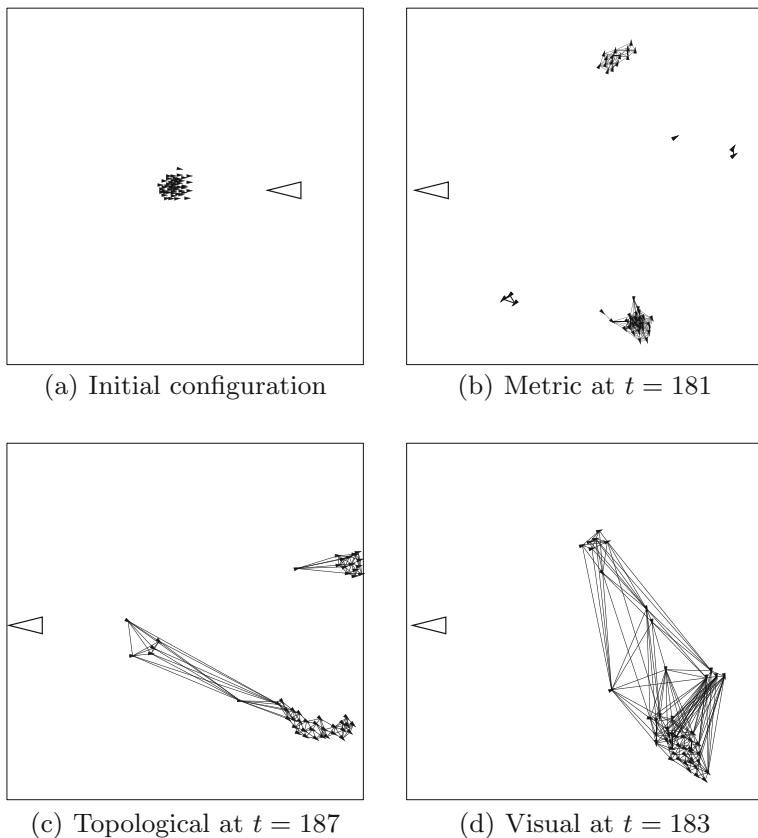 (a) Initial configuration
(b) Metric at t = 181
(c) Topological at t = 187
(d) Visual at t = 183